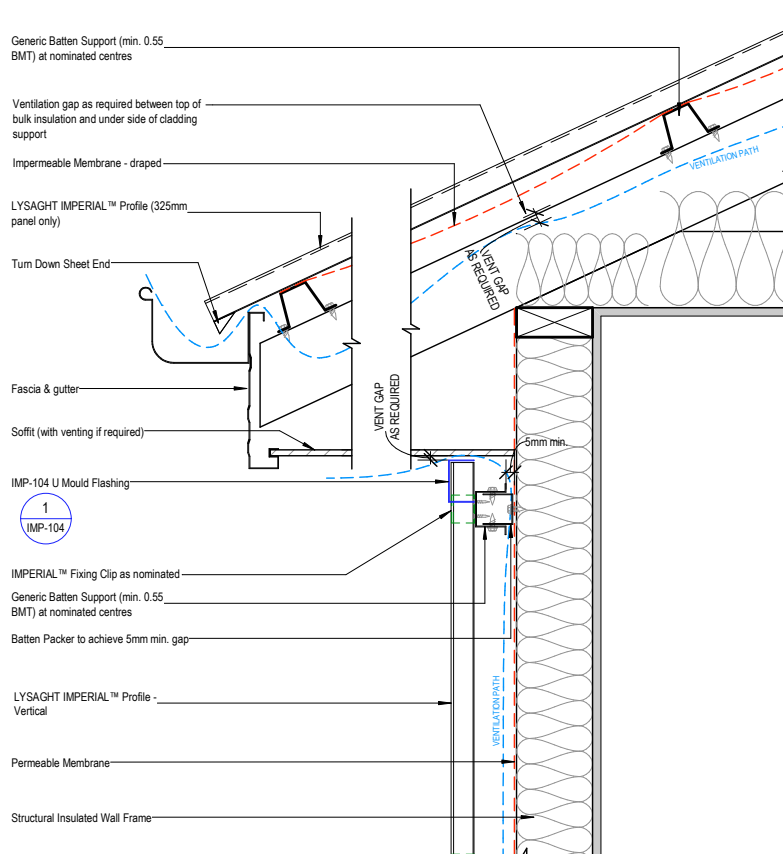 Generic Batten Support (min. 0.55
BMT) at nominated centres
Ventilation gap as required between top of
bulk insulation and under side of cladding
support
VENTILATION PATH
Impermeable Membrane - draped
LYSAGHT IMPERIAL™ Profile (325mm
panel only)
VENT GAP
AS REQUIRED
Turn Down Sheet End
Fascia & gutter
VENT GAP
AS REQUIRED
Soffit (with venting if required)
5mm min.
IMP-104 U Mould Flashing
1
IMP-104
IMPERIAL™ Fixing Clip as nominated
Generic Batten Support (min. 0.55
BMT) at nominated centres
Batten Packer to achieve 5mm min. gap
LYSAGHT IMPERIAL™ Profile -
Vertical
VENTILATION PATH
Permeable Membrane
Structural Insulated Wall Frame